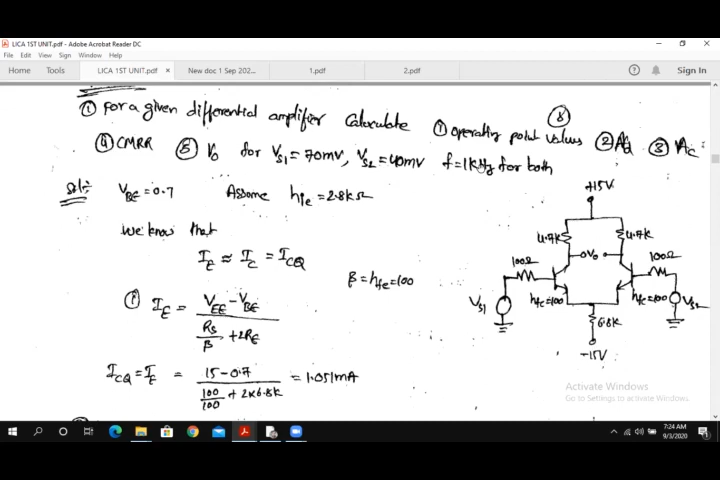 LICA 1ST UNIT.pdf - Adobe Acrobat Reader DC
File Edit View Sign Window Help
Home Tools LICA 1ST UNIT.pdf × New doc 1 Sep 202... 1.pdf 2.pdf Sign In
8
① For a given differential amplifier Calculate ① operating point values ② Ad ③ Ac
④ CMRR ⑤ Vo for VS1 = 70mV, VS2 = 40mV f=1kHz for both
Sol:- VBE = 0.7 Assume hie = 2.8kΩ
we know that
IE ≈ IC = ICQ
β = hfe = 100
① IE = (VEE - VBE) / (RS/β + 2RE)
ICQ = IE = (15 - 0.7) / (100/100 + 2×6.8k) = 1.051mA
+15V
4.7k 4.7k
100Ω Vo 100Ω
VS1 hfe=100 hfe=100 VS2
6.8k
-15V
Activate Windows
Go to Settings to activate Windows.
7:24 AM
9/3/2020